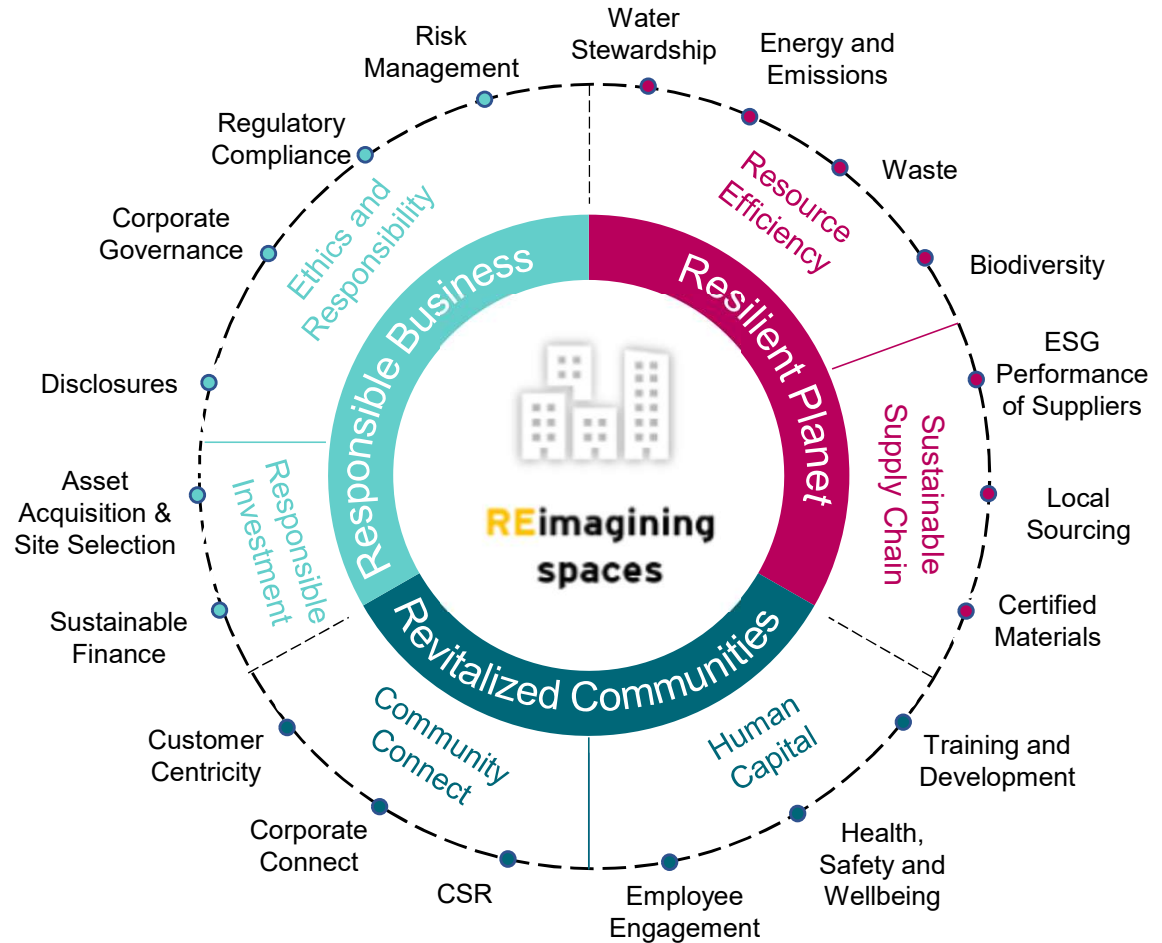 Water
Stewardship
Energy and
Emissions
Waste
Biodiversity
ESG
Performance
of Suppliers
Local
Sourcing
Certified
Materials
Training and
Development
Health,
Safety and
Wellbeing
Employee
Engagement
CSR
Corporate
Connect
Customer
Centricity
Sustainable
Finance
Asset
Acquisition &
Site Selection
Disclosures
Corporate
Governance
Regulatory
Compliance
Risk
Management
Resource
Efficiency
Sustainable
Supply Chain
Human
Capital
Community
Connect
Responsible
Investment
Ethics and
Responsibility
Resilient Planet
Revitalized Communities
Responsible Business
REimagining
spaces